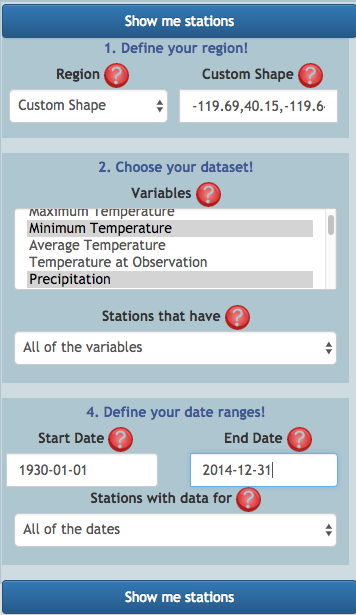 Show me stations
1. Define your region!
Region ? Custom Shape ?
Custom Shape -119.69,40.15,-119.6
2. Choose your dataset!
Variables ?
Maximum Temperature
Minimum Temperature
Average Temperature
Temperature at Observation
Precipitation
Stations that have ?
All of the variables
4. Define your date ranges!
Start Date ? End Date ?
1930-01-01 2014-12-31
Stations with data for ?
All of the dates
Show me stations